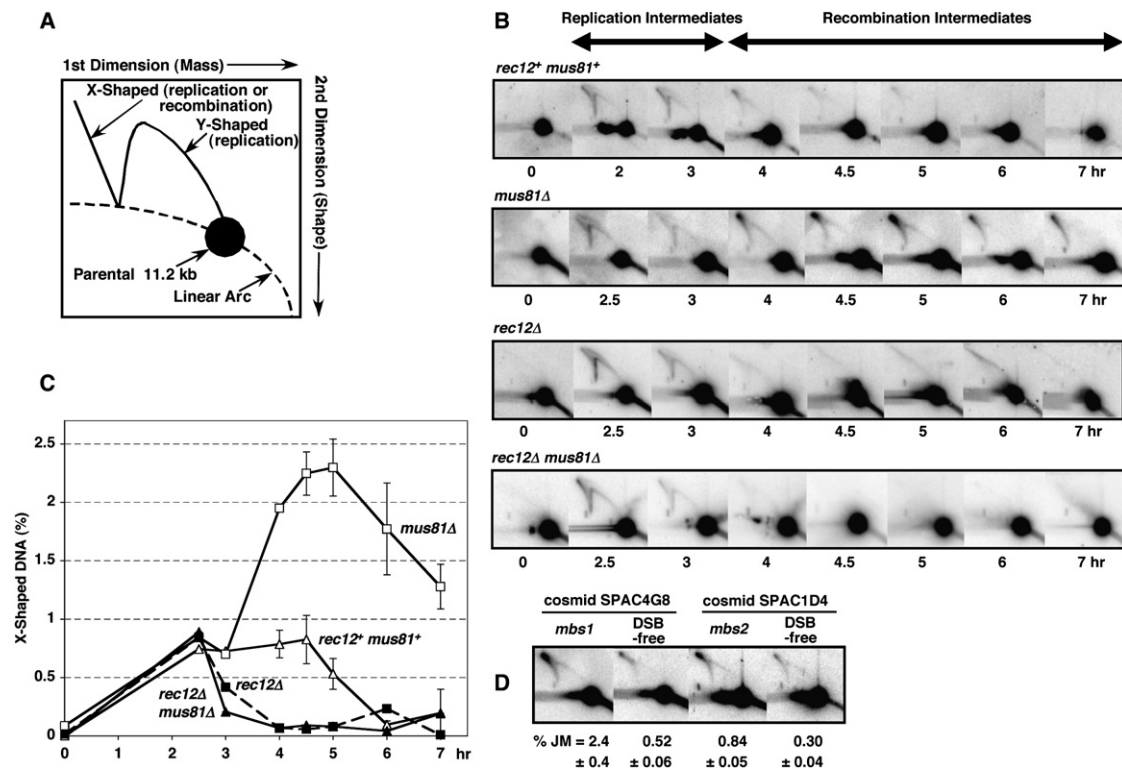 A
1st Dimension (Mass)
X-Shaped (replication or
recombination)
Y-Shaped
(replication)
Parental 11.2 kb
Linear Arc
2nd Dimension (Shape)
B
Replication Intermediates
Recombination Intermediates
rec12+ mus81+
0 2 3 4 4.5 5 6 7 hr
mus81Δ
0 2.5 3 4 4.5 5 6 7 hr
rec12Δ
0 2.5 3 4 4.5 5 6 7 hr
rec12Δ mus81Δ
0 2.5 3 4 4.5 5 6 7 hr
C
X-Shaped DNA (%)
2.5
2
1.5
1
0.5
0
mus81Δ
rec12+ mus81+
rec12Δ
rec12Δ
mus81Δ
0 1 2 3 4 5 6 7 hr
D
cosmid SPAC4G8 cosmid SPAC1D4
mbs1 DSB -free mbs2 DSB -free
% JM = 2.4 0.52 0.84 0.30
± 0.4 ± 0.06 ± 0.05 ± 0.04